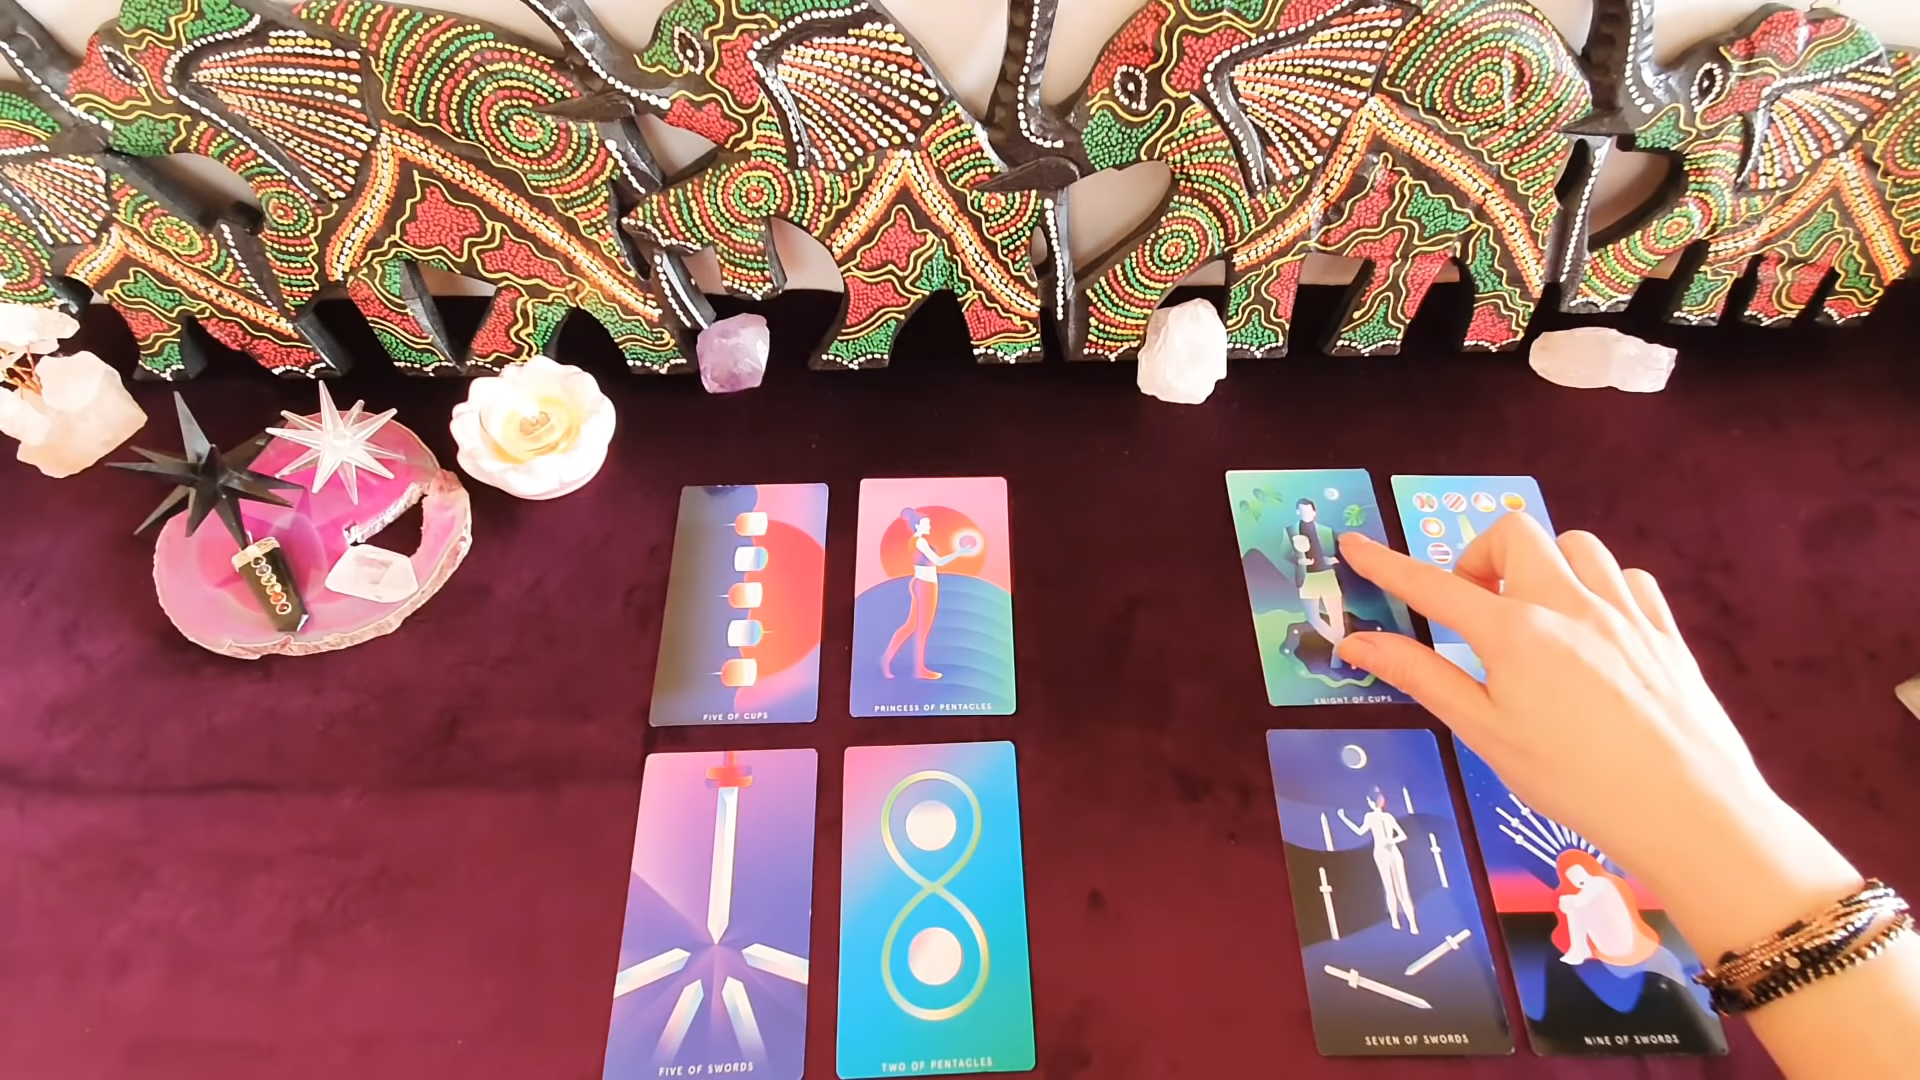 FIVE OF CUPS
PRINCESS OF PENTACLES
KNIGHT OF CUPS
FIVE OF SWORDS
TWO OF PENTACLES
SEVEN OF SWORDS
NINE OF SWORDS